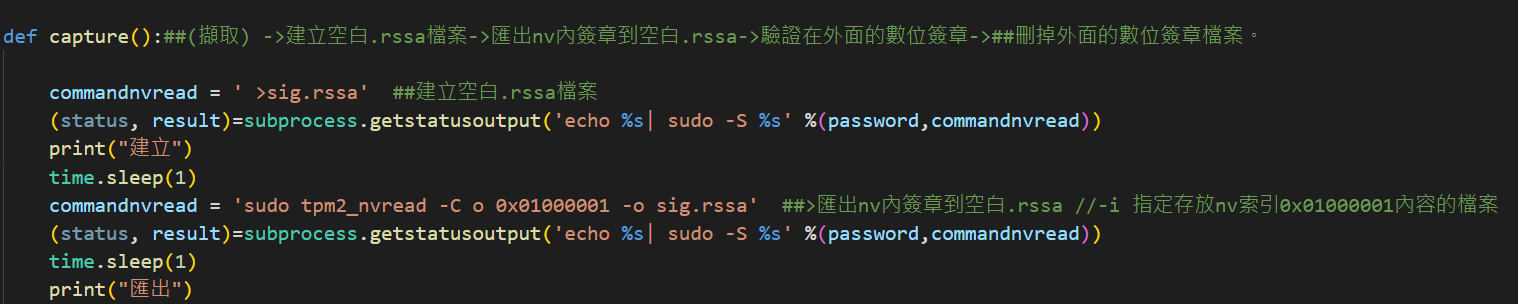 def capture():##(擷取) ->建立空白.rssa檔案->匯出nv內簽章到空白.rssa->驗證在外面的數位簽章->##刪掉外面的數位簽章檔案。
commandnvread = ' >sig.rssa'  ##建立空白.rssa檔案
(status, result)=subprocess.getstatusoutput('echo %s| sudo -S %s' %(password,commandnvread))
print("建立")
time.sleep(1)
commandnvread = 'sudo tpm2_nvread -C o 0x01000001 -o sig.rssa'  ##>匯出nv內簽章到空白.rssa //-i 指定存放nv索引0x01000001內容的檔案
(status, result)=subprocess.getstatusoutput('echo %s| sudo -S %s' %(password,commandnvread))
time.sleep(1)
print("匯出")